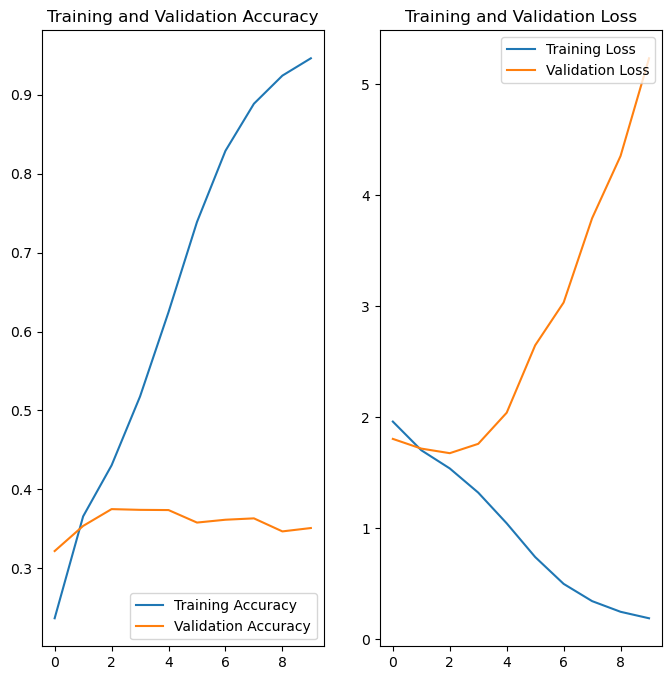 Training and Validation Accuracy
0.9
0.8
0.7
0.6
0.5
0.4
0.3
0 2 4 6 8
Training Accuracy
Validation Accuracy
Training and Validation Loss
5
4
3
2
1
0
0 2 4 6 8
Training Loss
Validation Loss